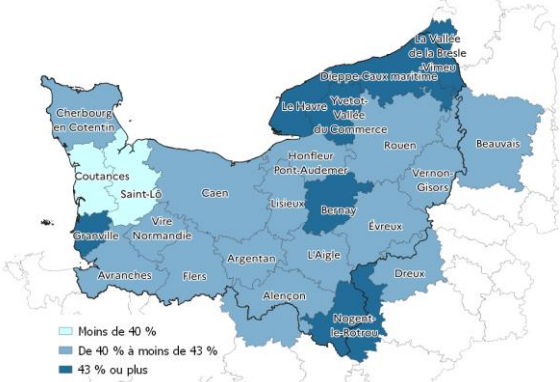 La Vallée
de la Bresle
Vimeu
Dieppe-Caux maritime
Le Havre
Yvetot-
Vallée
du Commerce
Cherbourg
en Cotentin
Rouen
Beauvais
Honfleur
Pont-Audemer
Coutances
Saint-Lô
Caen
Lisieux
Vernon-
Gisors
Bernay
Évreux
Granville
Vire
Normandie
Argentan
L'Aigle
Avranches
Flers
Dreux
Alençon
Nogent-
le-Rotrou
Moins de 40 %
De 40 % à moins de 43 %
43 % ou plus